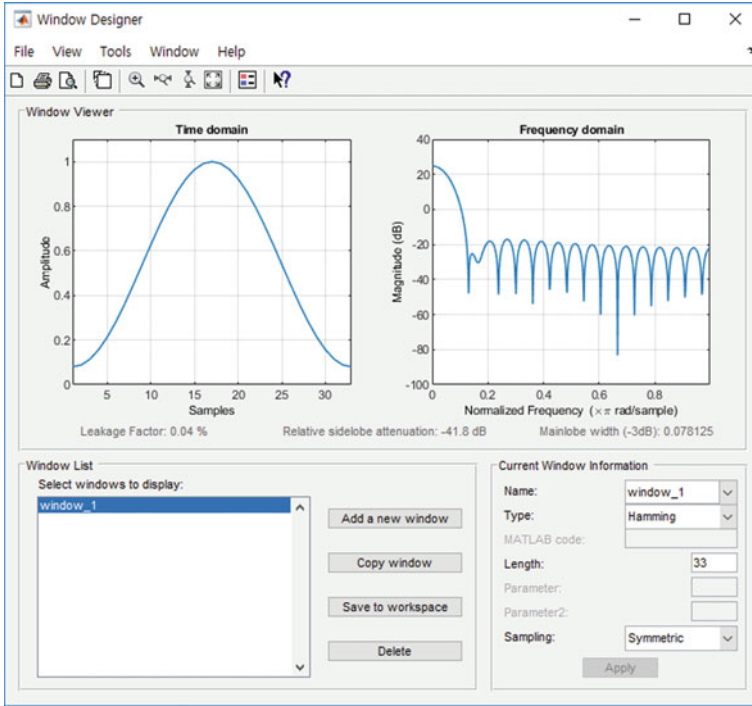 Window Designer
File View Tools Window Help
Window Viewer
Time domain
1
0.8
0.6
0.4
0.2
0
Amplitude
5 10 15 20 25 30
Samples
Frequency domain
40
20
0
-20
-40
-60
-80
-100
Magnitude (dB)
0 0.2 0.4 0.6 0.8
Normalized Frequency (×π rad/sample)
Leakage Factor: 0.04 % Relative sidelobe attenuation: -41.8 dB Mainlobe width (-3dB): 0.078125
Window List
Select windows to display:
window_1
Add a new window
Copy window
Save to workspace
Delete
Current Window Information
Name: window_1
Type: Hamming
MATLAB code:
Length: 33
Parameter:
Parameter2:
Sampling: Symmetric
Apply